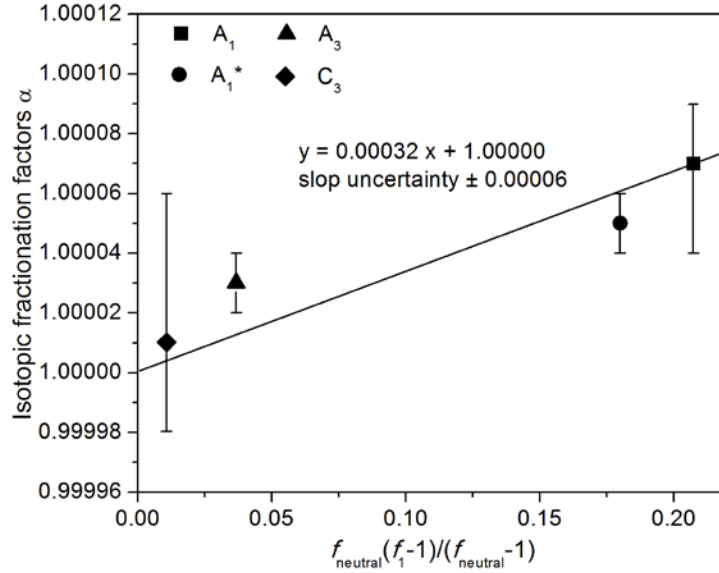 1.00012
1.00010
1.00008
1.00006
1.00004
1.00002
1.00000
0.99998
0.99996
Isotopic fractionation factors α
A₁
A₃
A₁*
C₃
y = 0.00032 x + 1.00000
slop uncertainty ± 0.00006
0.00
0.05
0.10
0.15
0.20
f_neutral(f₁-1)/(f_neutral-1)